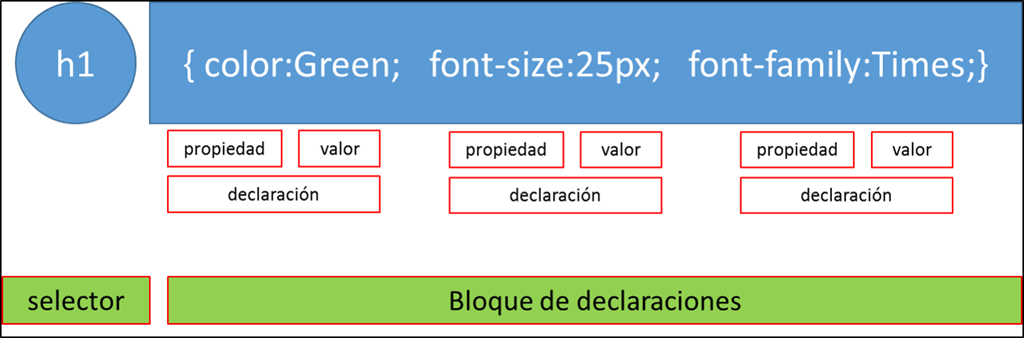 h1 { color:Green; font-size:25px; font-family:Times;}
propiedad valor propiedad valor propiedad valor
declaración declaración declaración
selector Bloque de declaraciones